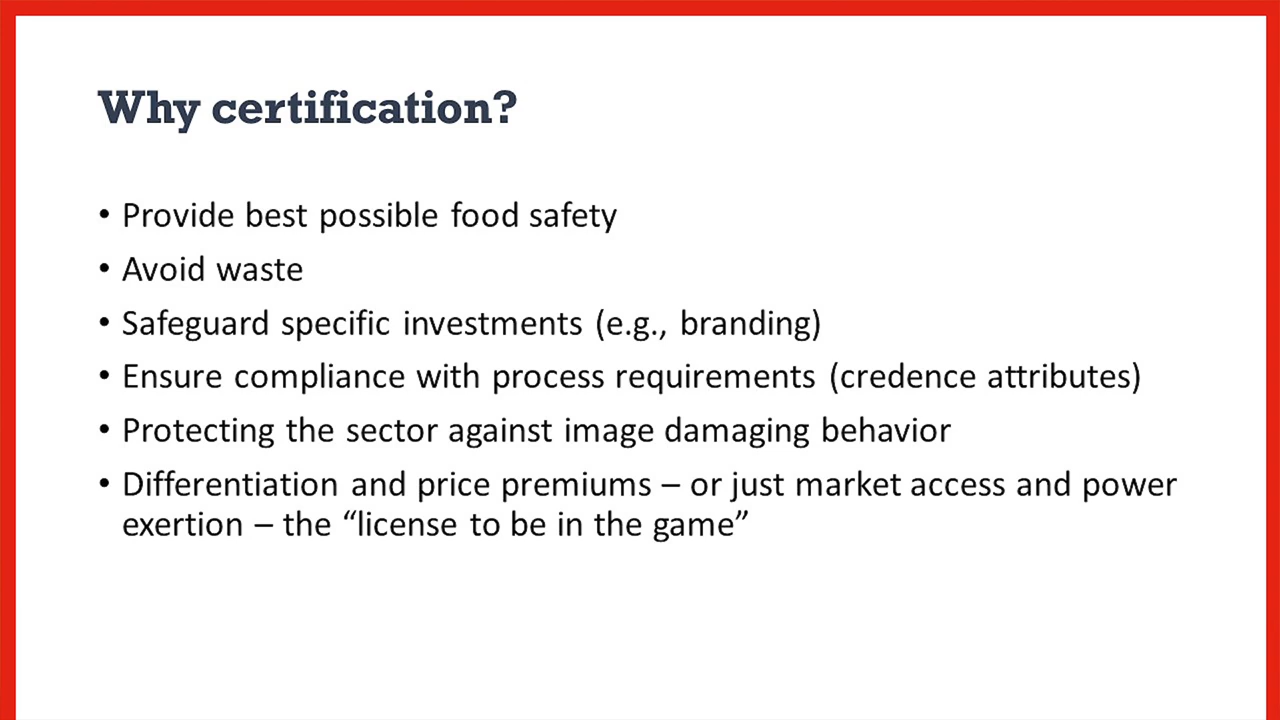 Why certification?
• Provide best possible food safety
• Avoid waste
• Safeguard specific investments (e.g., branding)
• Ensure compliance with process requirements (credence attributes)
• Protecting the sector against image damaging behavior
• Differentiation and price premiums – or just market access and power
exertion – the “license to be in the game”